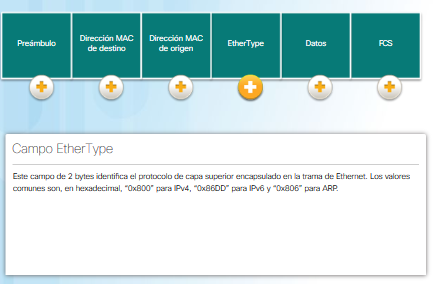 Preámbulo
Dirección MAC
de destino
Dirección MAC
de origen
EtherType
Datos
FCS
Campo EtherType
Este campo de 2 bytes identifica el protocolo de capa superior encapsulado en la trama de Ethernet. Los valores
comunes son, en hexadecimal, “0x800” para IPv4, “0x86DD” para IPv6 y “0x806” para ARP.